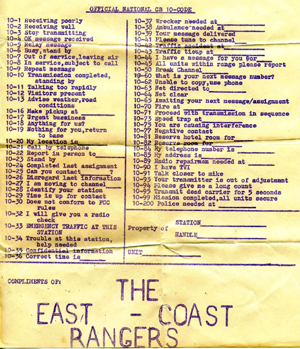 OFFICIAL NATIONAL CB 10-CODE
10-1 Receiving poorly
10-2 Receiving well
10-3 Stop transmitting
10-4 OK message received
10-5 Relay message
10-6 Busy, stand by
10-7 Out of service, leaving air
10-8 In service, subject to call
10-9 Repeat message
10-10 Transmission completed,
standing by
10-11 Talking too rapidly
10-12 Visitors present
10-13 Advise weather, road
conditions
10-16 Make pickup at
10-17 Urgent business
10-18 Anything for us?
10-19 Nothing for you, return
to base
10-20 My location is
10-21 Call by telephone
10-22 Report in person to
10-23 Stand by
10-24 Completed last assignment
10-25 Can you contact
10-26 Disregard last information
10-27 I am moving to channel
10-28 Identify your station
10-29 Time is up for contact
10-30 Does not conform to FCC
rules
10-32 I will give you a radio
check
10-33 EMERGENCY TRAFFIC AT THIS
STATION
10-34 Trouble at this station,
help needed
10-35 Confidential information
10-36 Correct time is
10-37 Wrecker needed at
10-38 Ambulance needed at
10-39 Your message delivered
10-41 Please tune to channel
10-42 Traffic accident at
10-43 Traffic tieup at
10-44 I have a message for you
10-45 All units within range please report
10-50 Break Channel
10-60 What is your next message number?
10-62 Unable to copy, use phone
10-63 Net directed to
10-64 Net clear
10-65 Awaiting your next message/assignment
10-70 Fire at
10-71 Proceed with transmission in sequence
10-73 Speed trap at
10-75 You are causing interference
10-77 Negative contact
10-81 Reserve hotel room for
10-82 Reserve room
10-84 My telephone number is
10-85 My address is
10-89 Radio repairman needed at
10-90 I have TVI
10-91 Talk closer to mike
10-93 Your transmitter is out of adjustment
10-94 Please give me a long count
10-95 Transmit dead carrier for 5 seconds
10-99 Mission completed, all units secure
10-200 Police needed at
Property of
STATION
HANDLE
UNIT
COMPLIMENTS OF:
THE
EAST - COAST
RANGERS